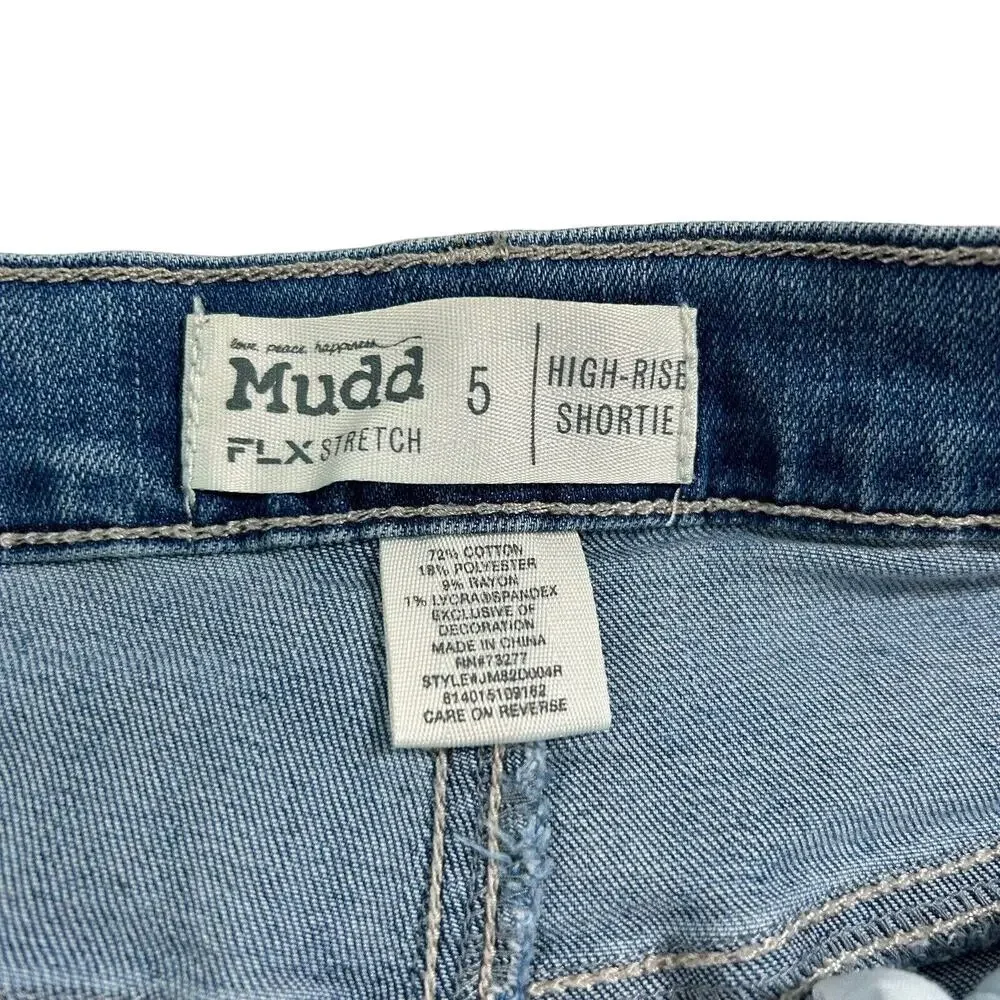 love peace happiness
Mudd
FLX STRETCH
5
HIGH-RISE
SHORTIE
72% COTTON
18% POLYESTER
9% RAYON
1% LYCRA®SPANDEX
EXCLUSIVE OF
DECORATION
MADE IN CHINA
RN#73277
STYLE#JM82D004R
614015109162
CARE ON REVERSE